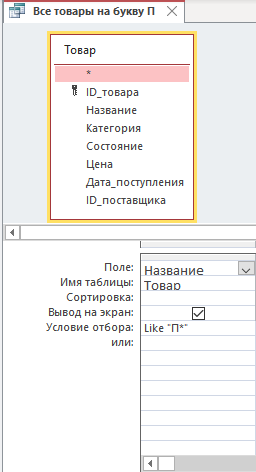 Все товары на букву П
Товар
*
ID_товара
Название
Категория
Состояние
Цена
Дата_поступления
ID_поставщика
Поле: Название
Имя таблицы: Товар
Сортировка:
Вывод на экран:
Условие отбора: Like "П*"
или: